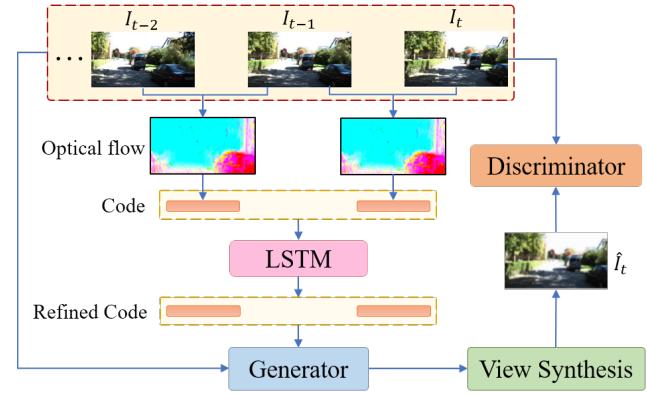 I_{t-2}
I_{t-1}
I_t
...
Optical flow
Discriminator
Code
LSTM
Î_t
Refined Code
Generator
View Synthesis